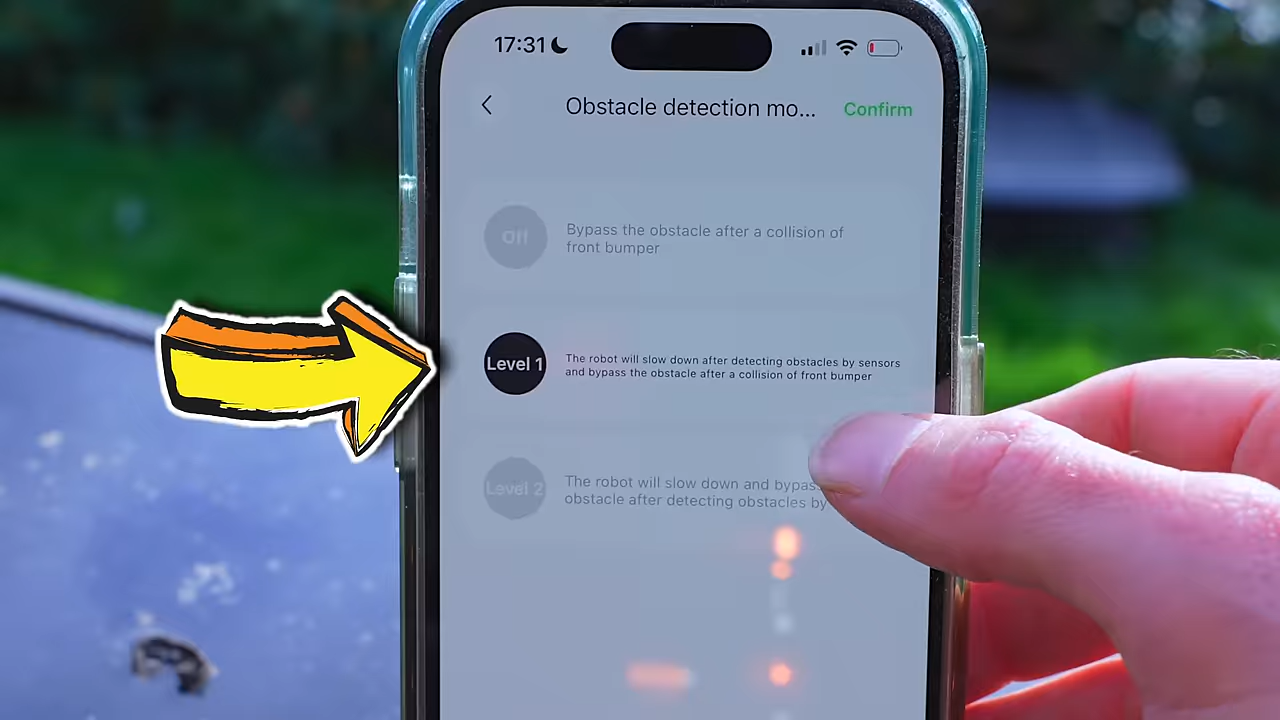 17:31
Obstacle detection mo...
Confirm
Off
Bypass the obstacle after a collision of
front bumper
Level 1
The robot will slow down after detecting obstacles by sensors
and bypass the obstacle after a collision of front bumper
Level 2
The robot will slow down and bypas
obstacle after detecting obstacles by